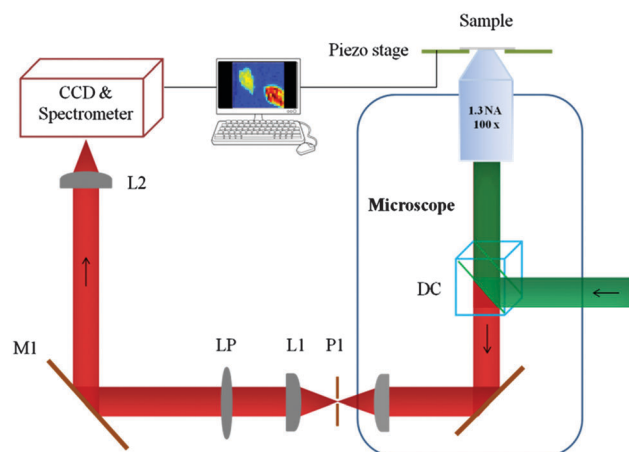 Sample
Piezo stage
CCD &
Spectrometer
1.3 NA
100 x
L2
Microscope
DC
M1
LP
L1
P1